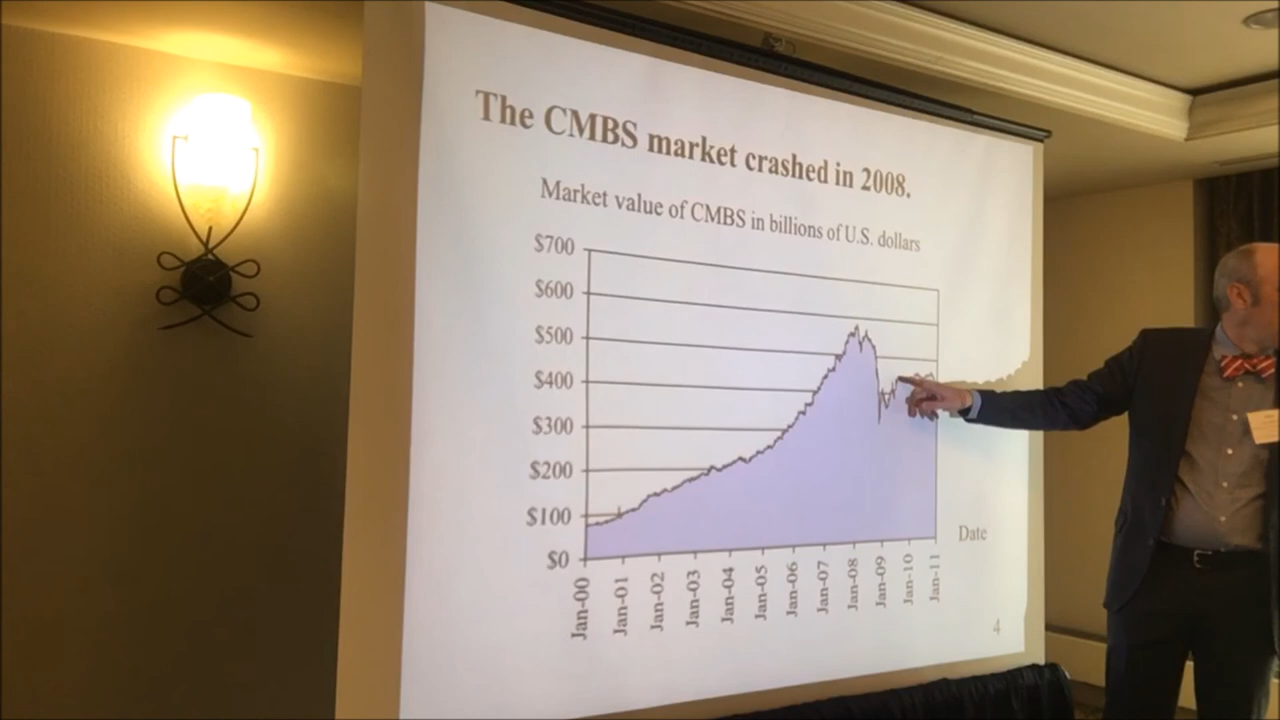 The CMBS market crashed in 2008.
Market value of CMBS in billions of U.S. dollars
$700
$600
$500
$400
$300
$200
$100
$0
Jan-00
Jan-01
Jan-02
Jan-03
Jan-04
Jan-05
Jan-06
Jan-07
Jan-08
Jan-09
Jan-10
Jan-11
Date
4